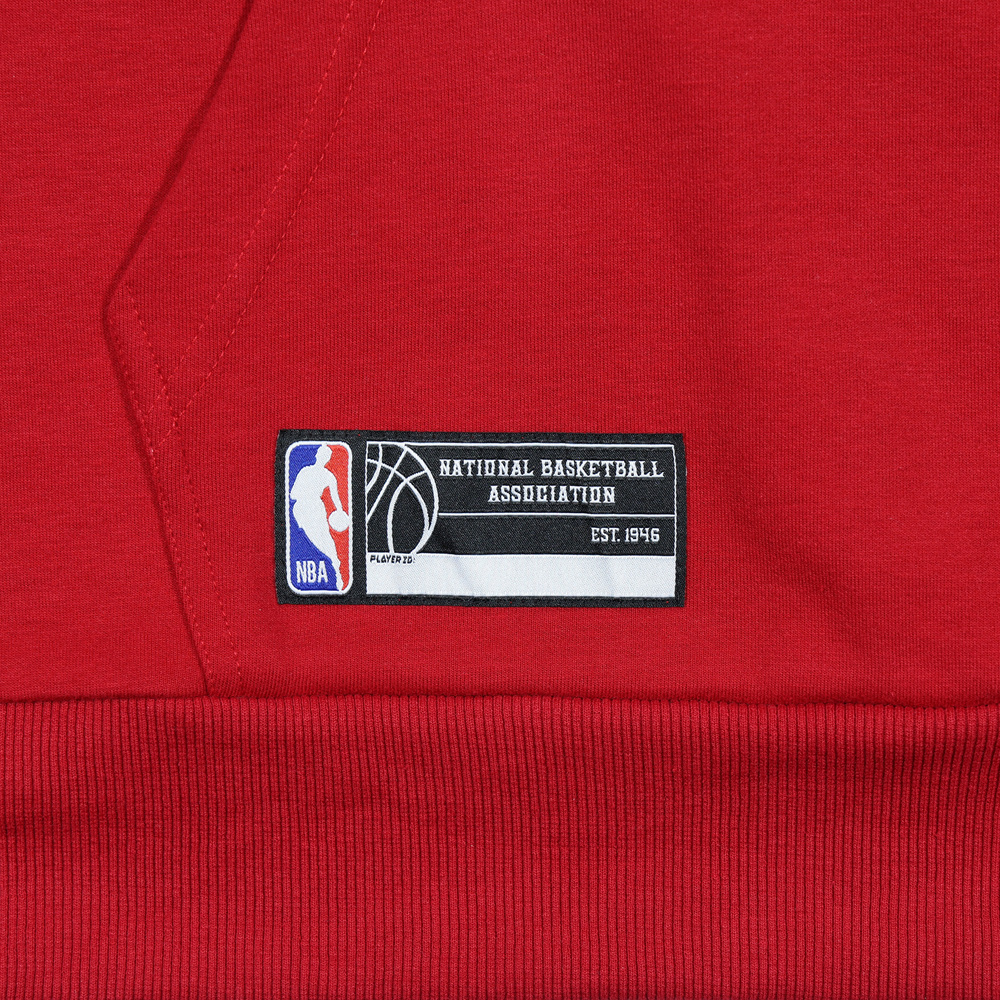 NBA
NATIONAL BASKETBALL
ASSOCIATION
EST. 1946
PLAYER ID: